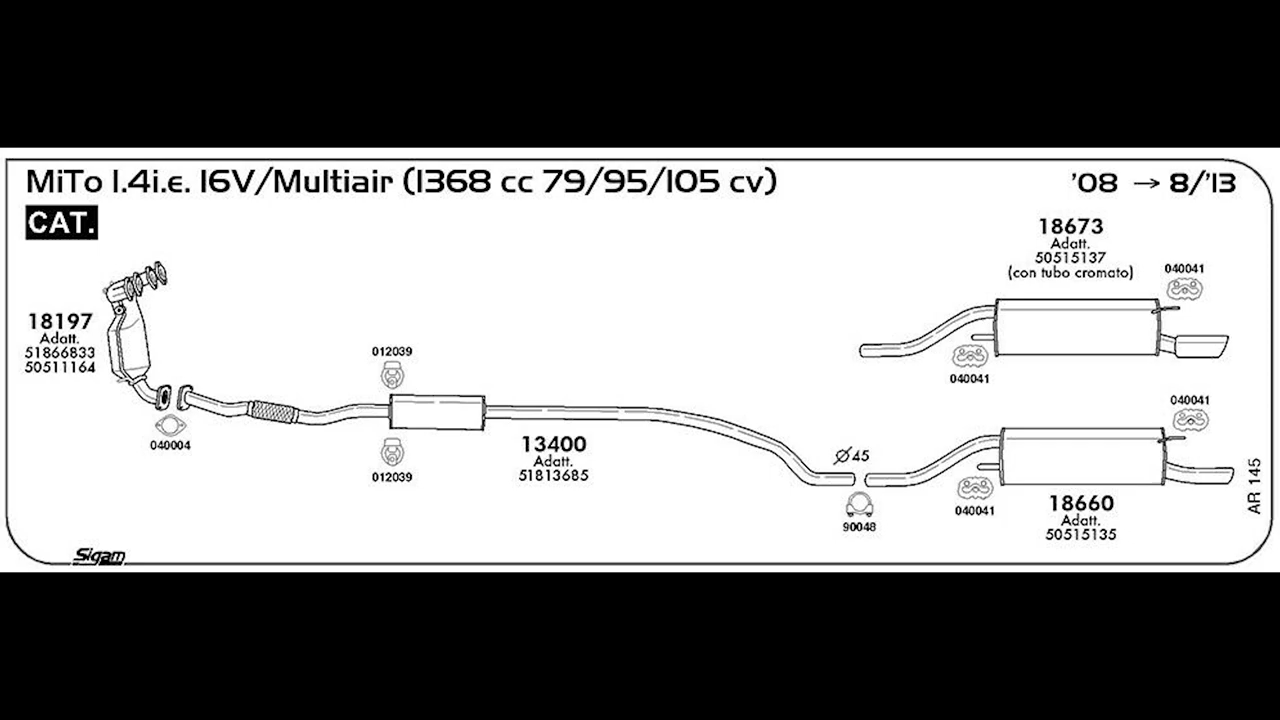 MiTo 1.4i.e. 16V/Multiair (1368 cc 79/95/105 cv)
'08 → 8/'13
CAT.
18673
Adatt.
50515137
(con tubo cromato)
040041
040041
18197
Adatt.
51866833
50511164
040004
012039
012039
13400
Adatt.
51813685
Ø 45
90048
040041
040041
18660
Adatt.
50515135
AR 145
Sigam